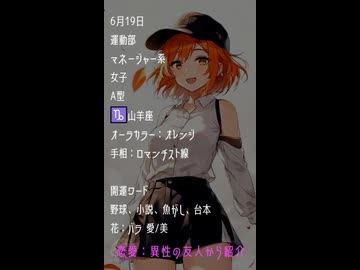 6月19日
運動部
マネージャー系
女子
A型
♑山羊座
オーラカラー：オレンジ
手相：ロマンチスト線
開運ワード
野球、小説、魚がし、台本
花：バラ 愛/美
恋愛：異性の友人から紹介